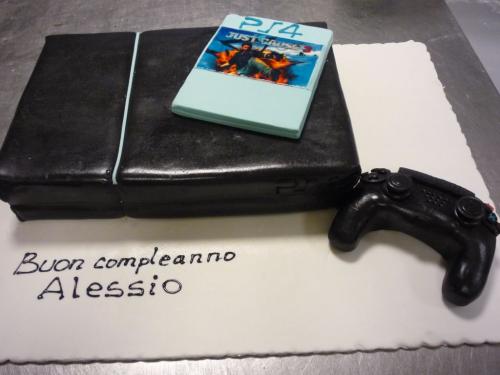 PS4
JUST CAUSE 3
Buon compleanno
Alessio